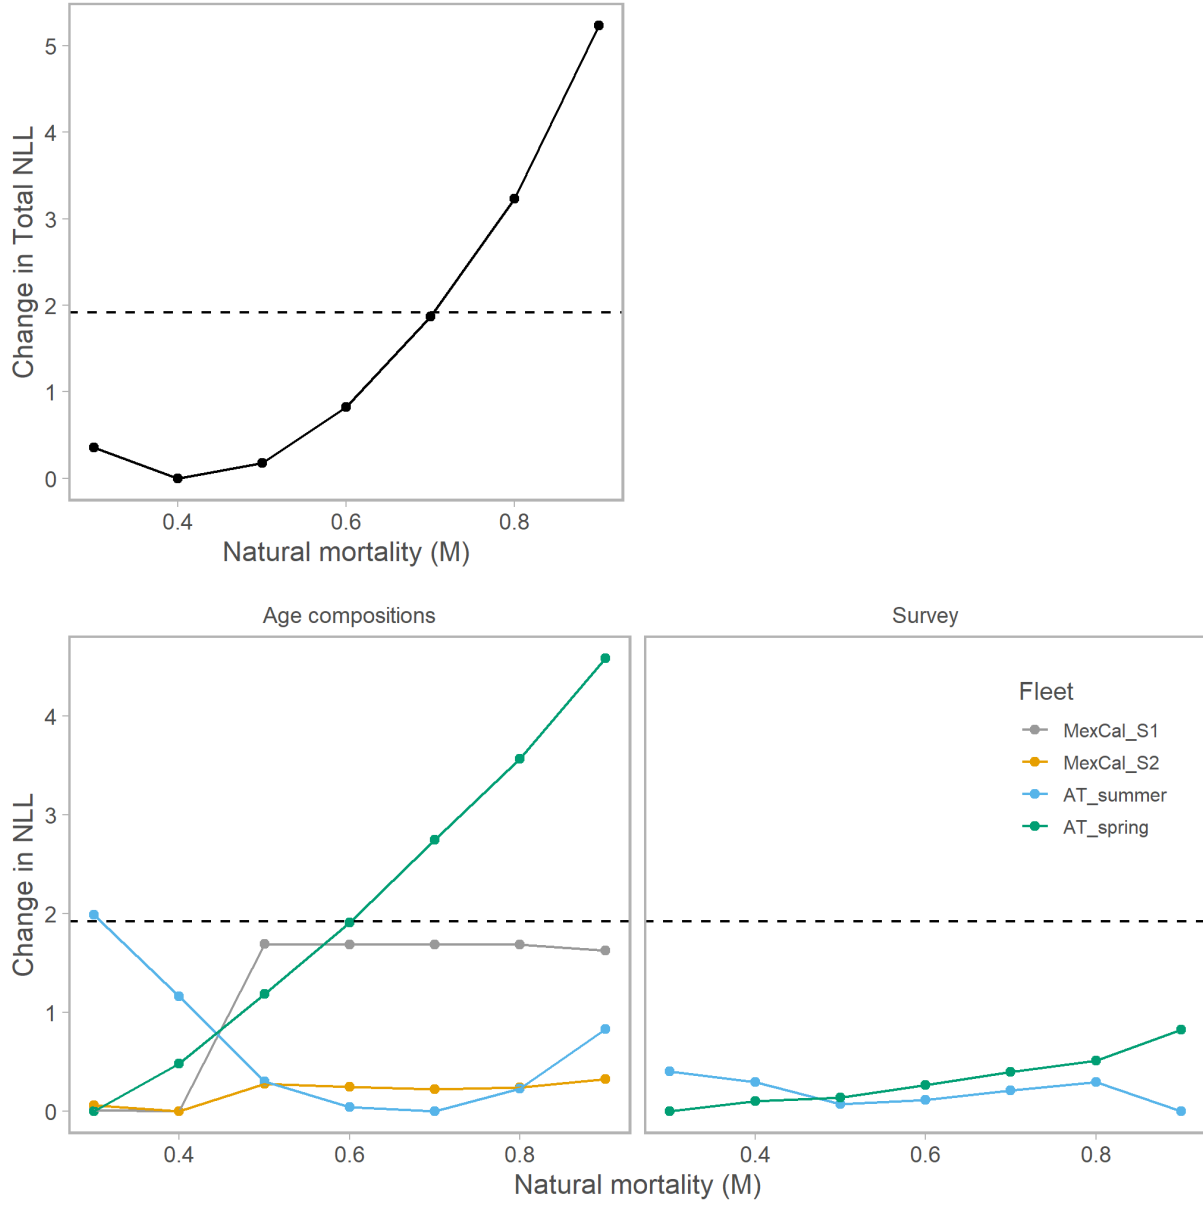 Change in Total NLL
5
4
3
2
1
0
0.4 0.6 0.8
Natural mortality (M)
Age compositions
Survey
Change in NLL
4
3
2
1
0
Fleet
MexCal_S1
MexCal_S2
AT_summer
AT_spring
0.4 0.6 0.8
0.4 0.6 0.8
Natural mortality (M)